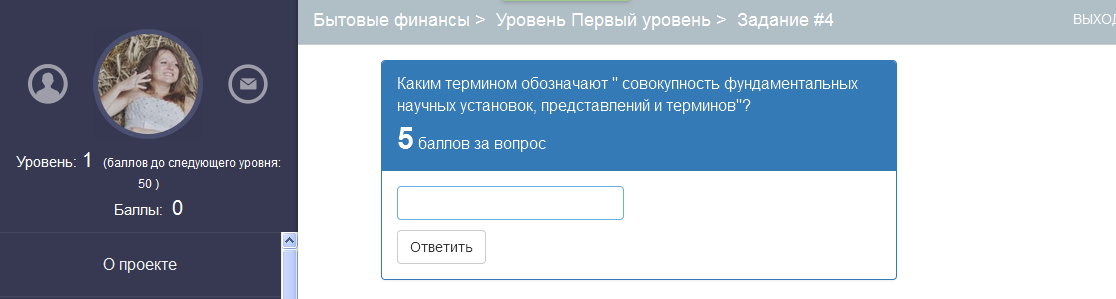 Бытовые финансы > Уровень Первый уровень > Задание #4
Каким термином обозначают " совокупность фундаментальных
научных установок, представлений и терминов"?
5 баллов за вопрос
Ответить
Уровень: 1 (баллов до следующего уровня:
50 )
Баллы: 0
О проекте